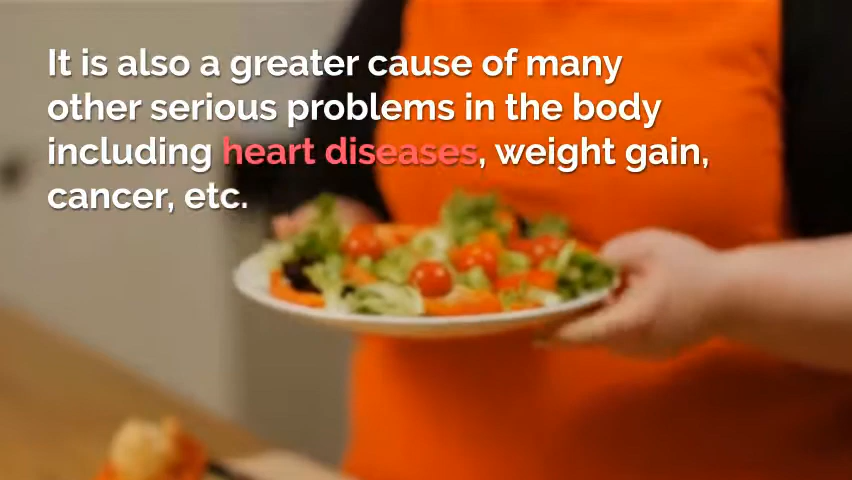 It is also a greater cause of many
other serious problems in the body
including heart diseases, weight gain,
cancer, etc.